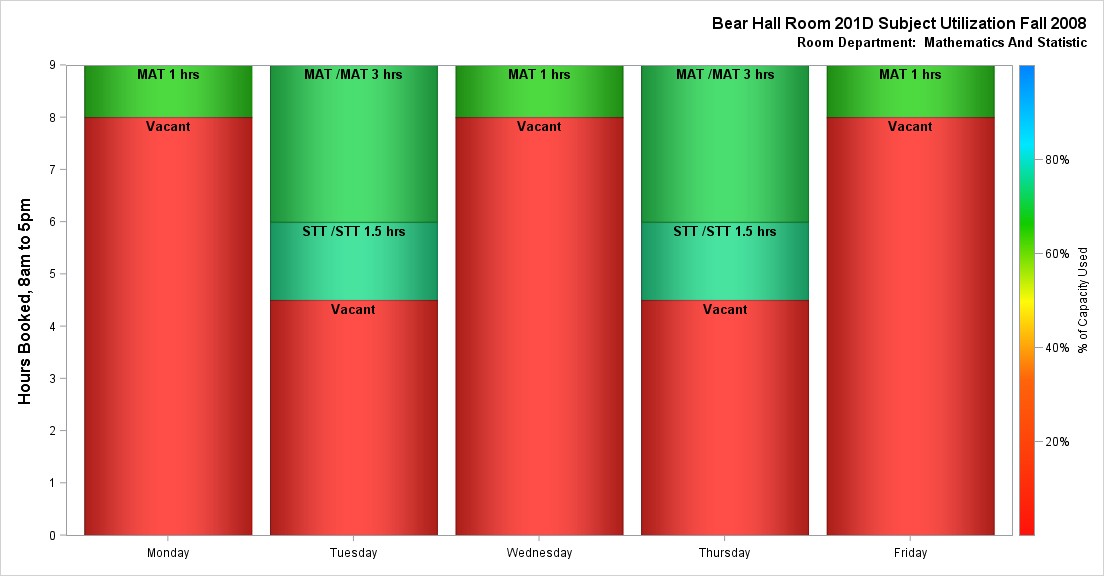 Bear Hall Room 201D Subject Utilization Fall 2008
Room Department:  Mathematics And Statistic
Hours Booked, 8am to 5pm
9
8
7
6
5
4
3
2
1
0
MAT 1 hrs
Vacant
MAT /MAT 3 hrs
STT /STT 1.5 hrs
Vacant
MAT 1 hrs
Vacant
MAT /MAT 3 hrs
STT /STT 1.5 hrs
Vacant
MAT 1 hrs
Vacant
Monday
Tuesday
Wednesday
Thursday
Friday
80%
60%
40%
20%
% of Capacity Used